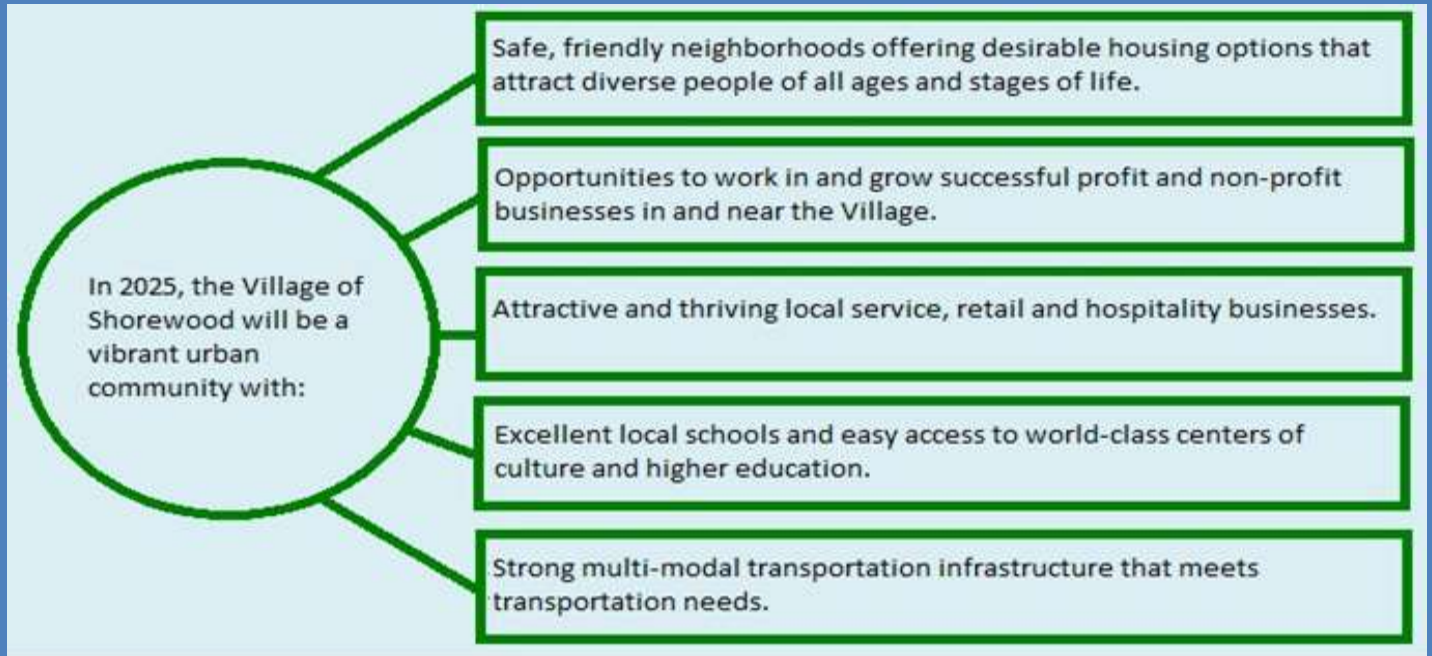 Safe, friendly neighborhoods offering desirable housing options that
attract diverse people of all ages and stages of life.
Opportunities to work in and grow successful profit and non-profit
businesses in and near the Village.
In 2025, the Village of
Shorewood will be a
vibrant urban
community with:
Attractive and thriving local service, retail and hospitality businesses.
Excellent local schools and easy access to world-class centers of
culture and higher education.
Strong multi-modal transportation infrastructure that meets
transportation needs.